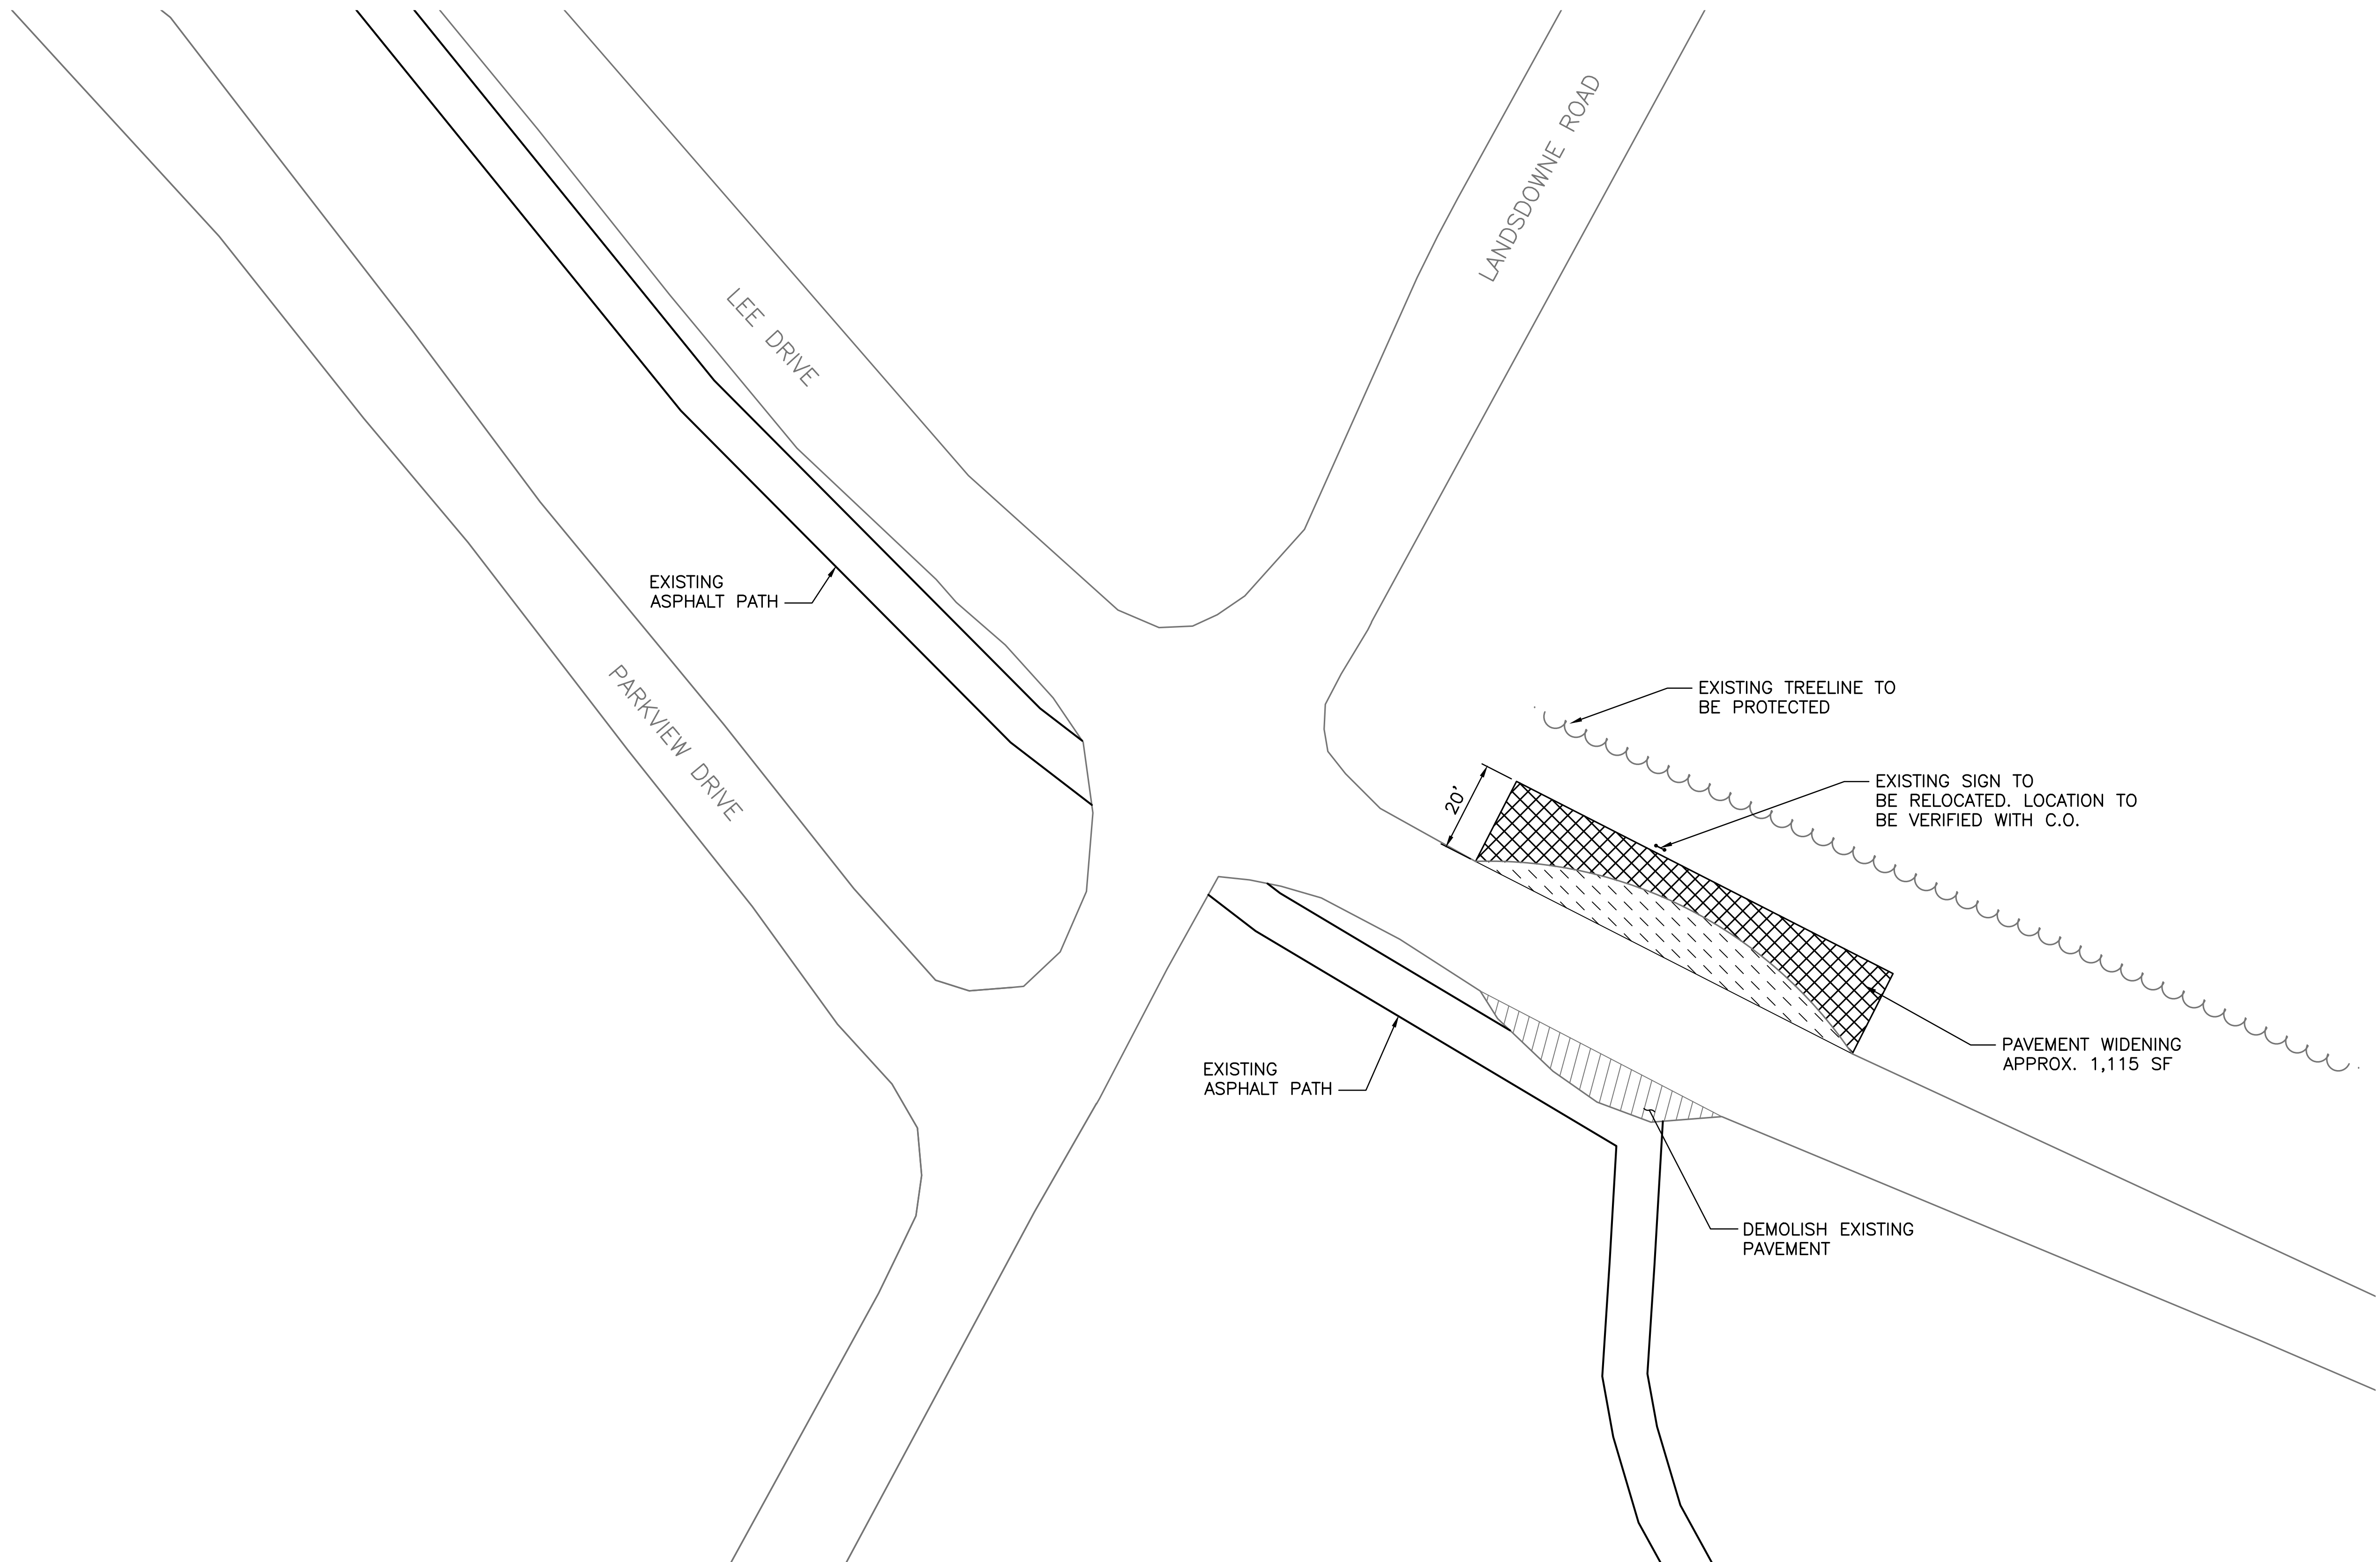 LANDSDOWNE ROAD
LEE DRIVE
EXISTING
ASPHALT PATH
PARKVIEW DRIVE
EXISTING TREELINE TO
BE PROTECTED
20'
EXISTING SIGN TO
BE RELOCATED. LOCATION TO
BE VERIFIED WITH C.O.
PAVEMENT WIDENING
APPROX. 1,115 SF
EXISTING
ASPHALT PATH
DEMOLISH EXISTING
PAVEMENT